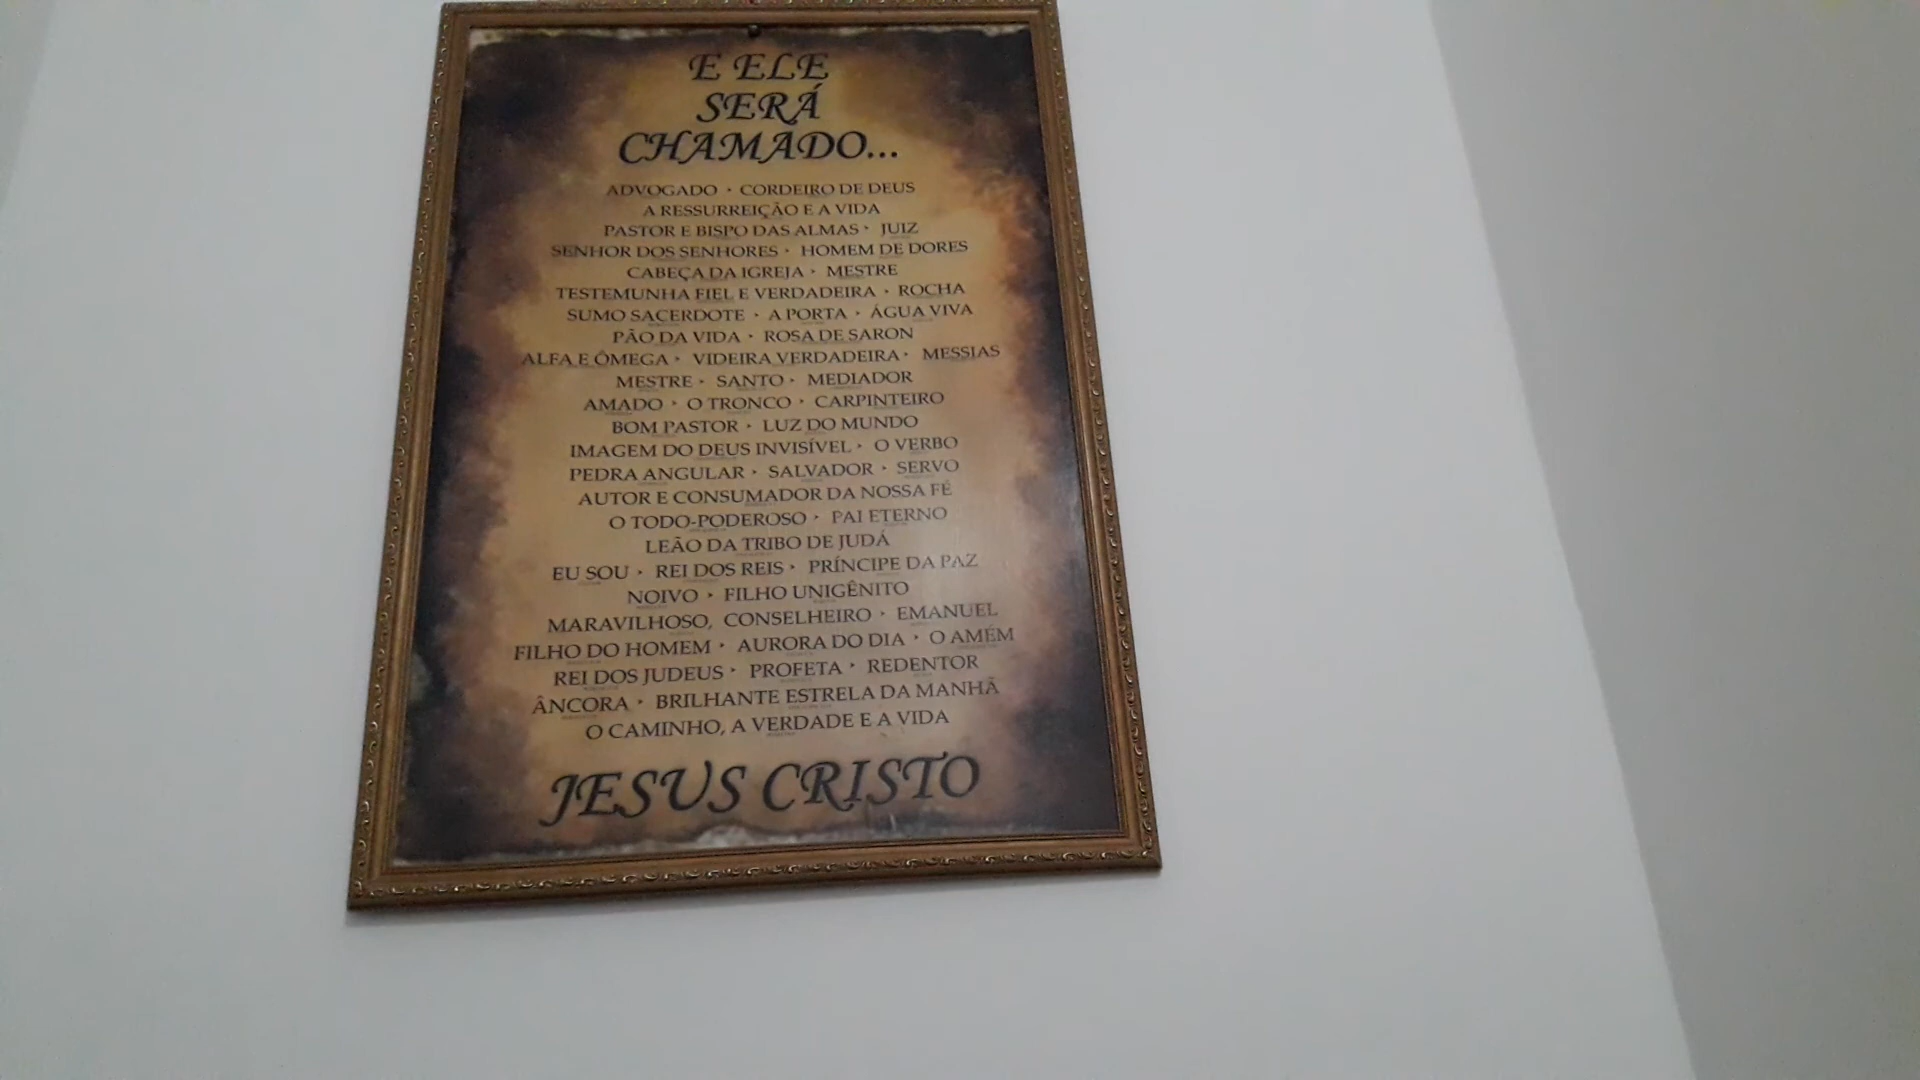 E ELE
SERÁ
CHAMADO...
ADVOGADO · CORDEIRO DE DEUS
A RESSURREIÇÃO E A VIDA
PASTOR E BISPO DAS ALMAS · JUIZ
SENHOR DOS SENHORES · HOMEM DE DORES
CABEÇA DA IGREJA · MESTRE
TESTEMUNHA FIEL E VERDADEIRA · ROCHA
SUMO SACERDOTE · A PORTA · ÁGUA VIVA
PÃO DA VIDA · ROSA DE SARON
ALFA E ÔMEGA · VIDEIRA VERDADEIRA · MESSIAS
MESTRE · SANTO · MEDIADOR
AMADO · O TRONCO · CARPINTEIRO
BOM PASTOR · LUZ DO MUNDO
IMAGEM DO DEUS INVISÍVEL · O VERBO
PEDRA ANGULAR · SALVADOR · SERVO
AUTOR E CONSUMADOR DA NOSSA FÉ
O TODO-PODEROSO · PAI ETERNO
LEÃO DA TRIBO DE JUDÁ
EU SOU · REI DOS REIS · PRÍNCIPE DA PAZ
NOIVO · FILHO UNIGÊNITO
MARAVILHOSO, CONSELHEIRO · EMANUEL
FILHO DO HOMEM · AURORA DO DIA · O AMÉM
REI DOS JUDEUS · PROFETA · REDENTOR
ÂNCORA · BRILHANTE ESTRELA DA MANHÃ
O CAMINHO, A VERDADE E A VIDA
JESUS CRISTO